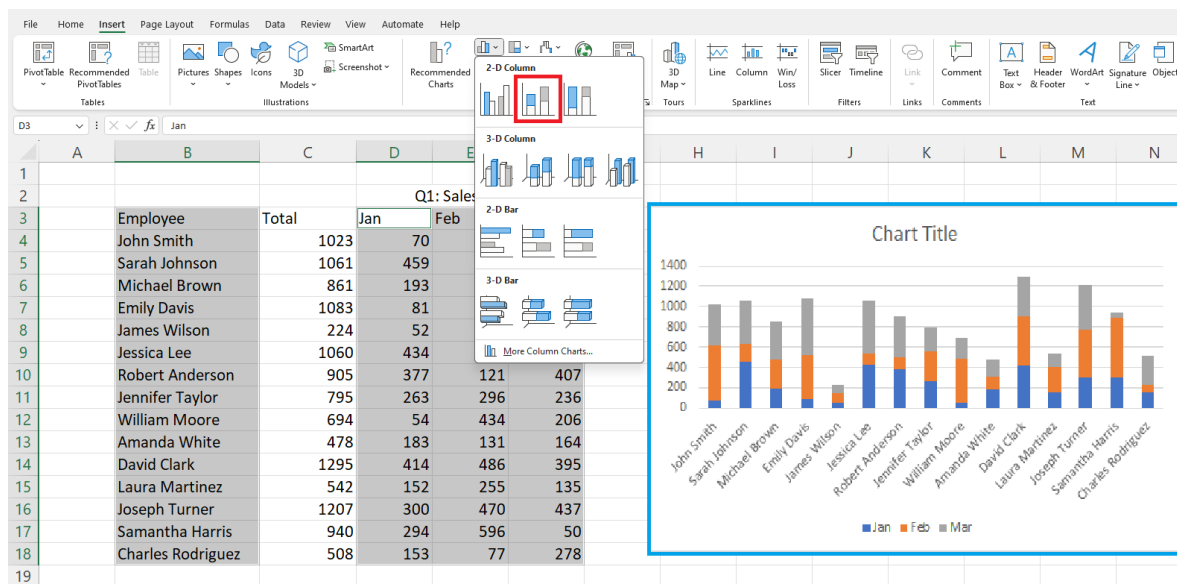 File Home Insert Page Layout Formulas Data Review View Automate Help
PivotTable Recommended PivotTables Table Pictures Shapes Icons 3D Models SmartArt Screenshot Recommended Charts 3D Map Line Column Win/Loss Slicer Timeline Link Comment Text Box Header & Footer WordArt Signature Line Object
Tables Illustrations Tours Sparklines Filters Links Comments Text
D3 fx Jan
2-D Column
3-D Column
2-D Bar
3-D Bar
More Column Charts...
A B C D E H I J K L M N
1
2 Q1: Sales
3 Employee Total Jan Feb
4 John Smith 1023 70
5 Sarah Johnson 1061 459
6 Michael Brown 861 193
7 Emily Davis 1083 81
8 James Wilson 224 52
9 Jessica Lee 1060 434
10 Robert Anderson 905 377 121 407
11 Jennifer Taylor 795 263 296 236
12 William Moore 694 54 434 206
13 Amanda White 478 183 131 164
14 David Clark 1295 414 486 395
15 Laura Martinez 542 152 255 135
16 Joseph Turner 1207 300 470 437
17 Samantha Harris 940 294 596 50
18 Charles Rodriguez 508 153 77 278
19
Chart Title
1400
1200
1000
800
600
400
200
0
John Smith
Sarah Johnson
Michael Brown
Emily Davis
James Wilson
Jessica Lee
Robert Anderson
Jennifer Taylor
William Moore
Amanda White
David Clark
Laura Martinez
Joseph Turner
Samantha Harris
Charles Rodriguez
Jan Feb Mar